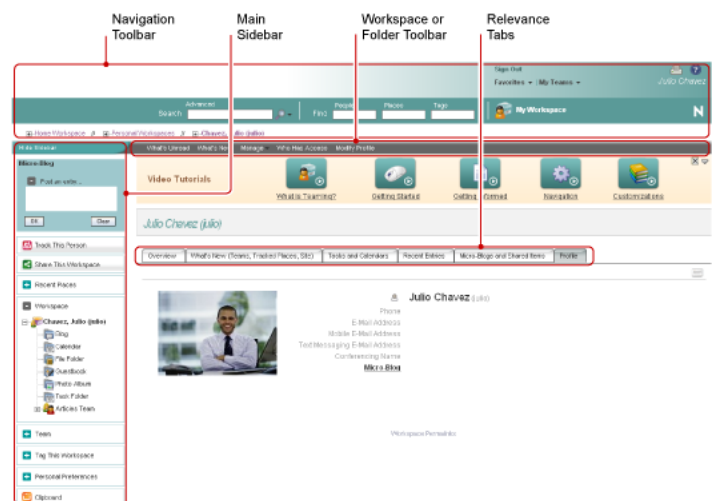 Navigation Toolbar
Main Sidebar
Workspace or Folder Toolbar
Relevance Tabs
Sign Out
Favorites My Teams
Julio Chavez
Advanced
Search
Find
People
Places
Tags
My Workspace
N
Home Workspace Personal Workspaces Chavez, Julio (julio)
Hide Sidebar
What's Unread What's New Manage Who Has Access Modify Profile
Micro-Blog
Post an entry...
OK Clear
Video Tutorials
What is Teaming?
Getting Started
Getting Informed
Navigation
Customizations
Julio Chavez (julio)
Track This Person
Share This Workspace
Recent Places
Workspace
Chavez, Julio (julio)
Blog
Calendar
File Folder
Guestbook
Photo Album
Task Folder
Articles Team
Team
Tag This Workspace
Personal Preferences
Clipboard
Overview
What's New (Teams, Tracked Places, Site)
Tasks and Calendars
Recent Entries
Micro-Blogs and Shared Items
Profile
Julio Chavez (julio)
Phone
E-Mail Address
Mobile E-Mail Address
Text Messaging E-Mail Address
Conferencing Name
Micro-Blog
Workspace Permalinks